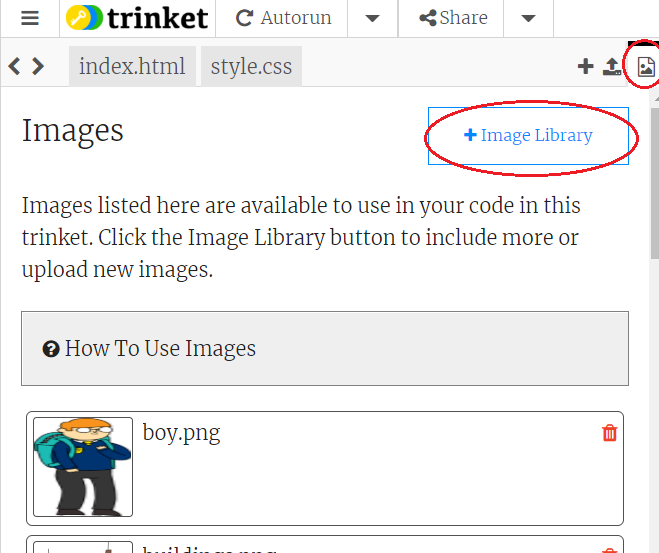 trinket Autorun Share
index.html style.css
Images
Image Library
Images listed here are available to use in your code in this
trinket. Click the Image Library button to include more or
upload new images.
How To Use Images
boy.png
buildings.png